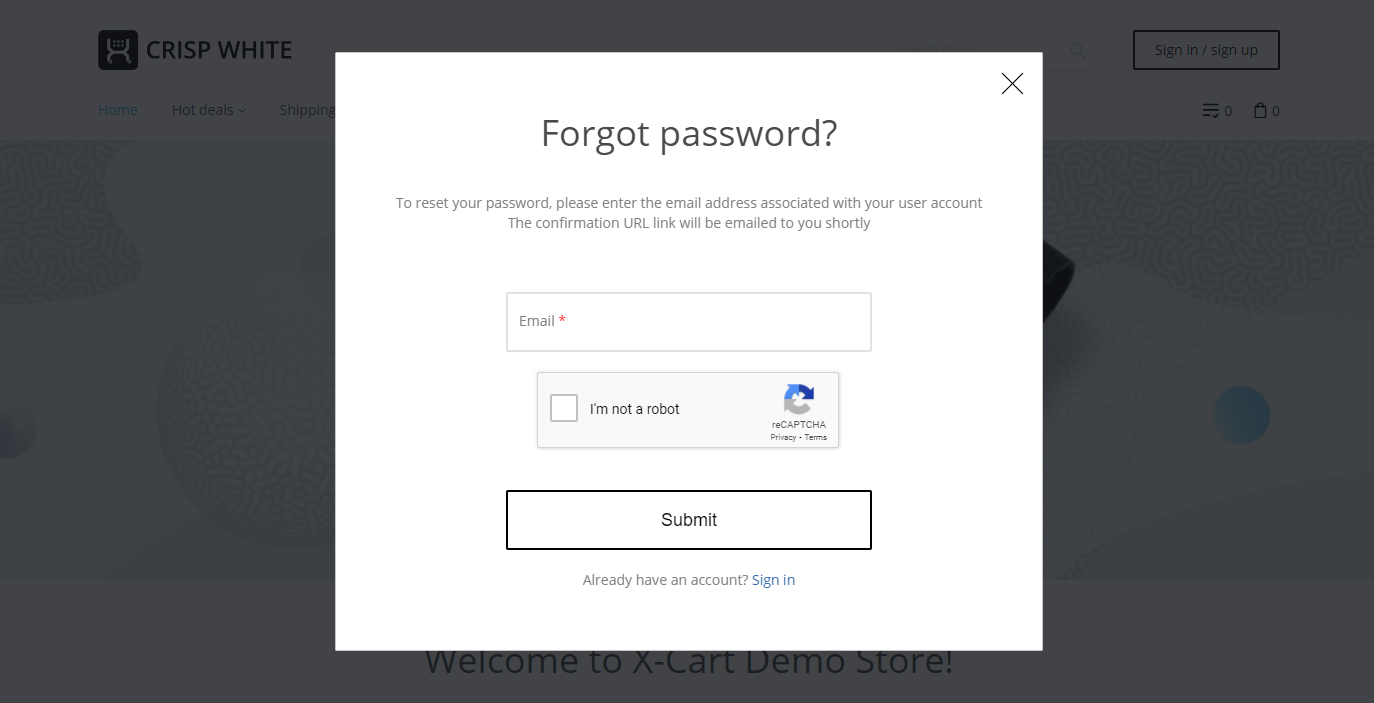 CRISP WHITE
Sign in / sign up
Home
Hot deals
Shipping
0
0
Forgot password?
To reset your password, please enter the email address associated with your user account
The confirmation URL link will be emailed to you shortly
Email *
I'm not a robot
reCAPTCHA
Privacy - Terms
Submit
Already have an account? Sign in
Welcome to X-Cart Demo Store!